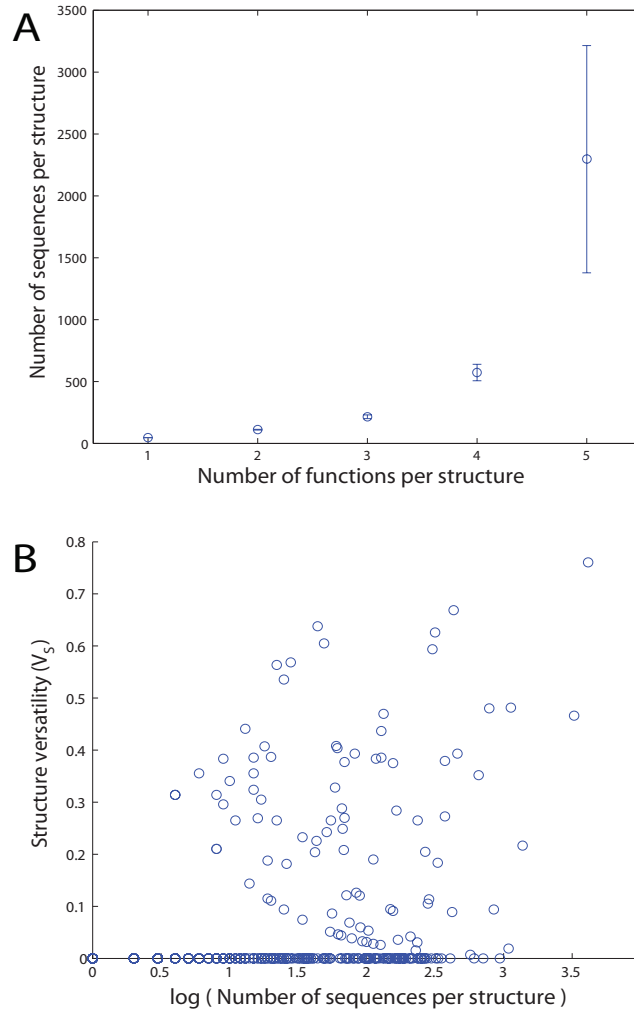 A
3500
3000
2500
2000
1500
1000
500
0
Number of sequences per structure
1 2 3 4 5
Number of functions per structure
B
0.8
0.7
0.6
0.5
0.4
0.3
0.2
0.1
0
Structure versatility (VS)
0 0.5 1 1.5 2 2.5 3 3.5
log ( Number of sequences per structure )